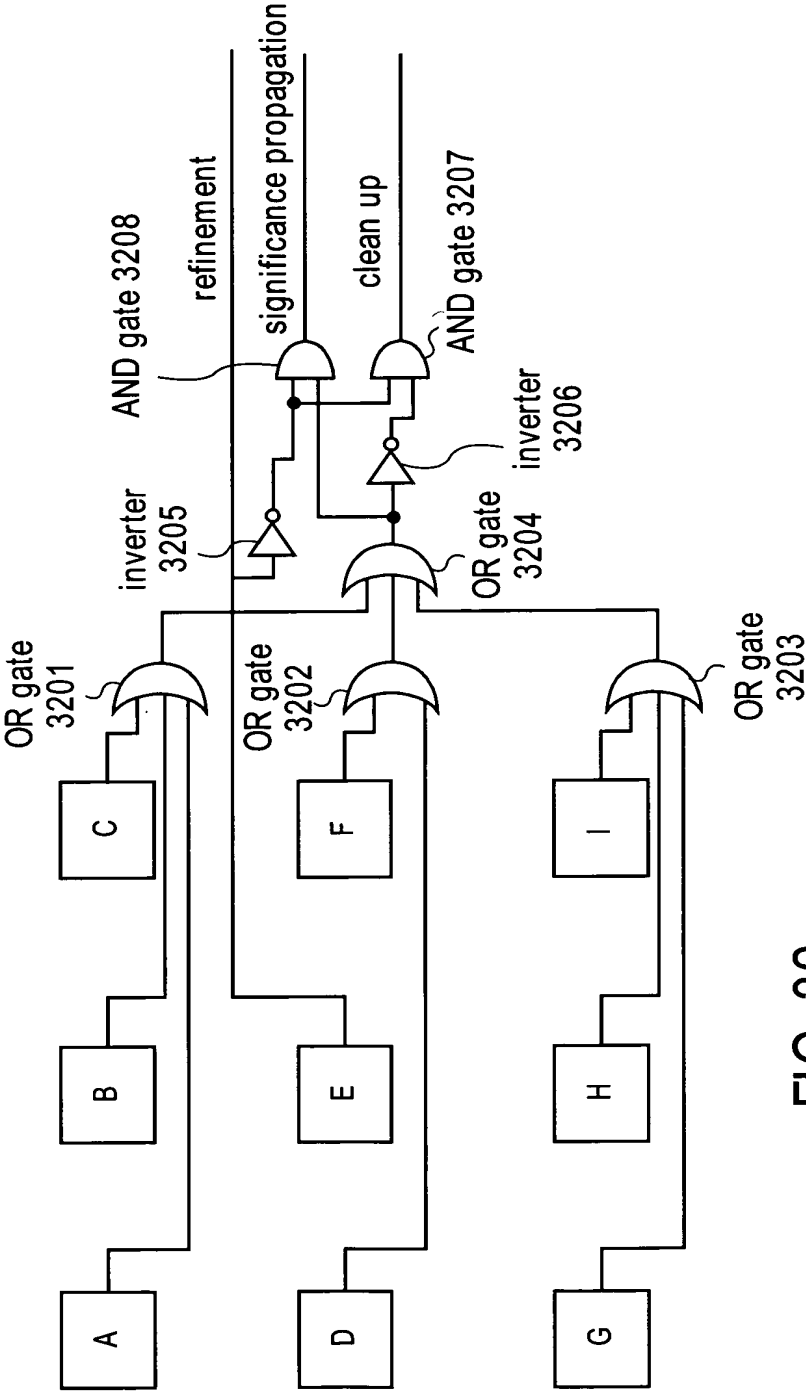 OR gate
3201
A
B
C
AND gate 3208
inverter
3205
refinement
OR gate
3202
significance propagation
D
E
F
clean up
AND gate 3207
OR gate
3204
inverter
3206
G
H
I
OR gate
3203
FIG.